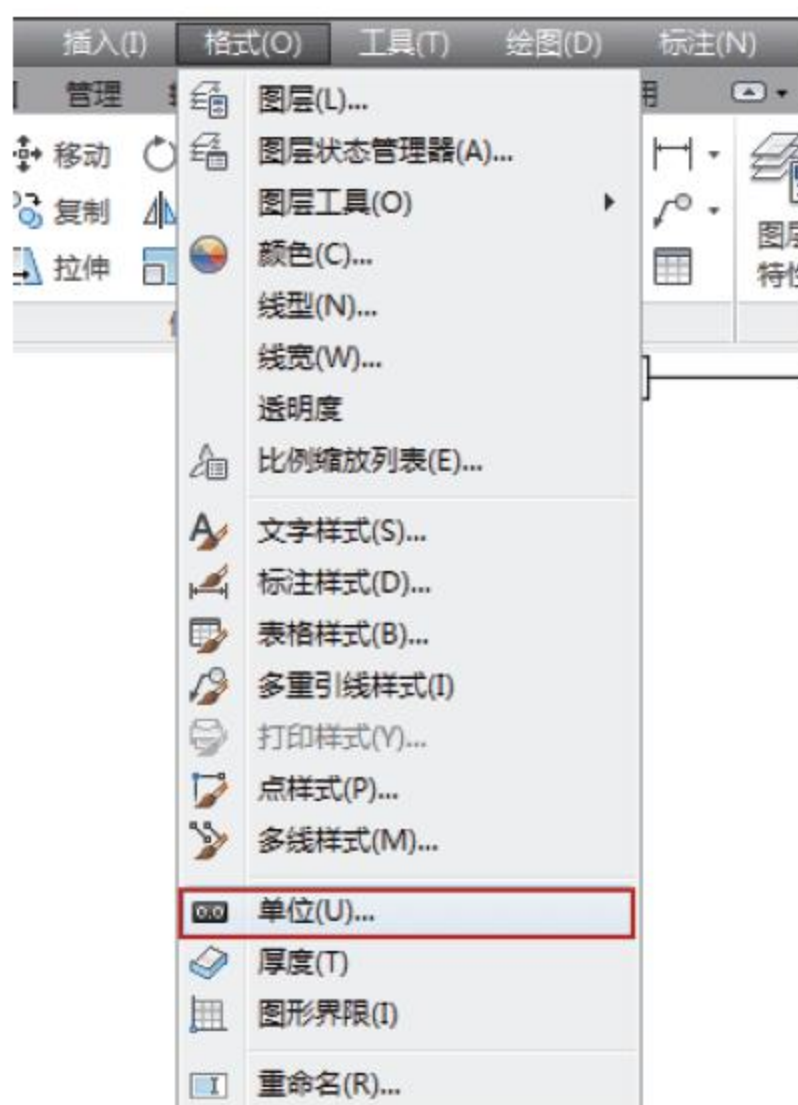 插入(I) 格式(O) 工具(T) 绘图(D) 标注(N)
管理
移动
复制
拉伸
图层(L)...
图层状态管理器(A)...
图层工具(O)
颜色(C)...
线型(N)...
线宽(W)...
透明度
比例缩放列表(E)...
文字样式(S)...
标注样式(D)...
表格样式(B)...
多重引线样式(I)
打印样式(Y)...
点样式(P)...
多线样式(M)...
单位(U)...
厚度(T)
图形界限(I)
重命名(R)...
图层
特性